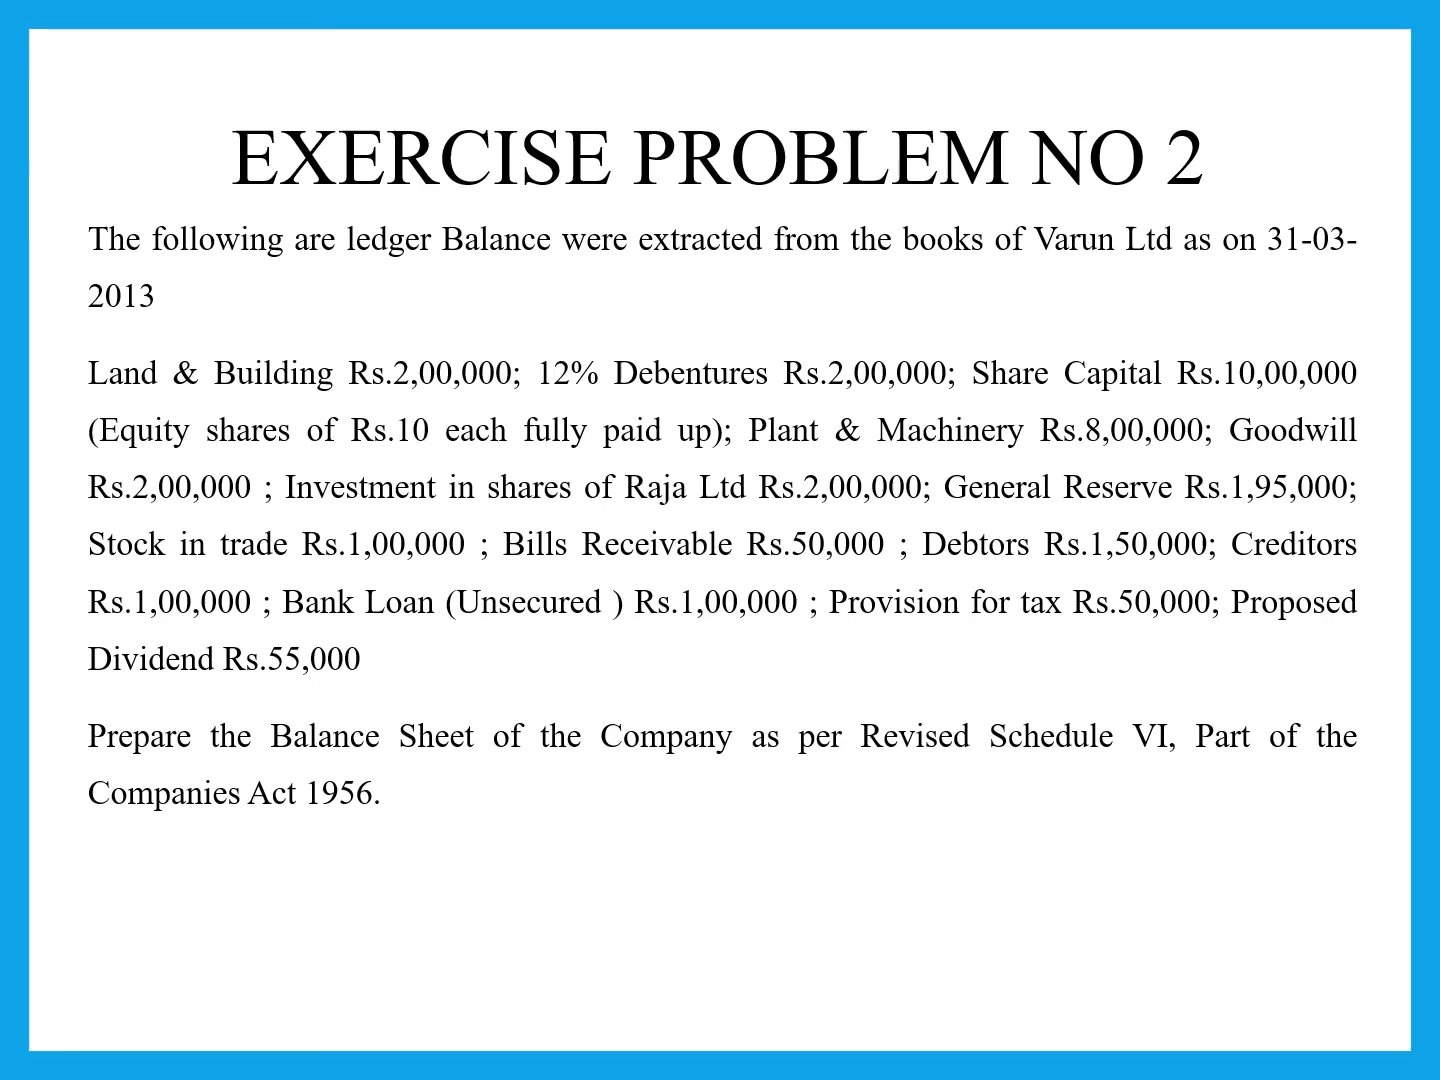 EXERCISE PROBLEM NO 2
The following are ledger Balance were extracted from the books of Varun Ltd as on 31-03-
2013
Land & Building Rs.2,00,000; 12% Debentures Rs.2,00,000; Share Capital Rs.10,00,000
(Equity shares of Rs.10 each fully paid up); Plant & Machinery Rs.8,00,000; Goodwill
Rs.2,00,000 ; Investment in shares of Raja Ltd Rs.2,00,000; General Reserve Rs.1,95,000;
Stock in trade Rs.1,00,000 ; Bills Receivable Rs.50,000 ; Debtors Rs.1,50,000; Creditors
Rs.1,00,000 ; Bank Loan (Unsecured ) Rs.1,00,000 ; Provision for tax Rs.50,000; Proposed
Dividend Rs.55,000
Prepare the Balance Sheet of the Company as per Revised Schedule VI, Part of the
Companies Act 1956.